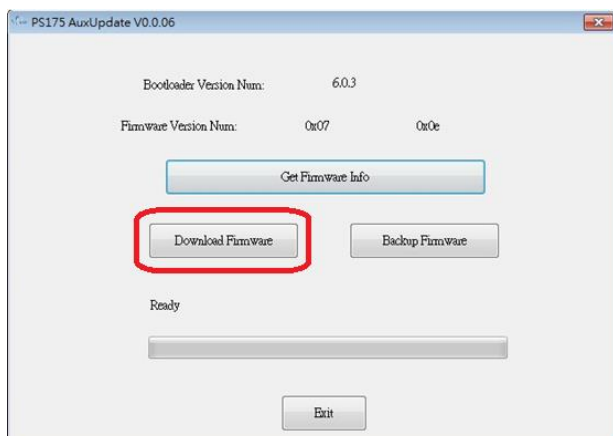 PS175 AuxUpdate V0.0.06
Bootloader Version Num: 6.0.3
Firmware Version Num: 0x07 0x0e
Get Firmware Info
Download Firmware Backup Firmware
Ready
Exit